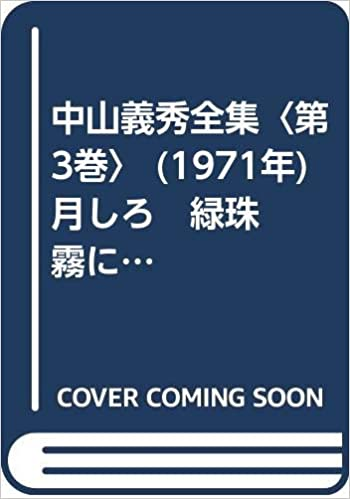 中山義秀全集〈第
3巻〉 (1971年)
月しろ　緑珠
霧に…
COVER COMING SOON